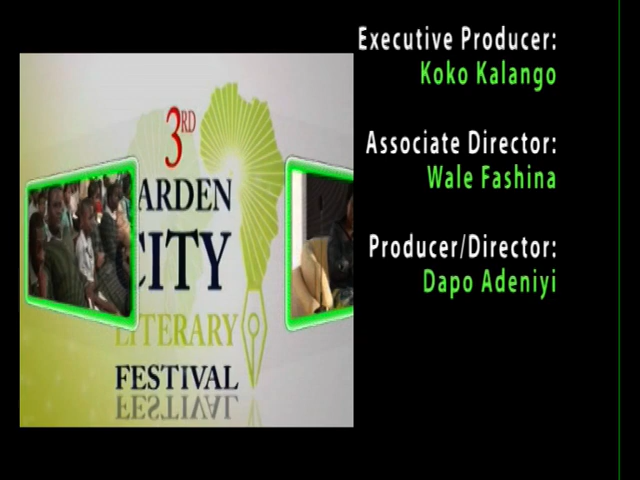 3RD
ARDEN
CITY
LITERARY
FESTIVAL
Executive Producer:
Koko Kalango
Associate Director:
Wale Fashina
Producer/Director:
Dapo Adeniyi